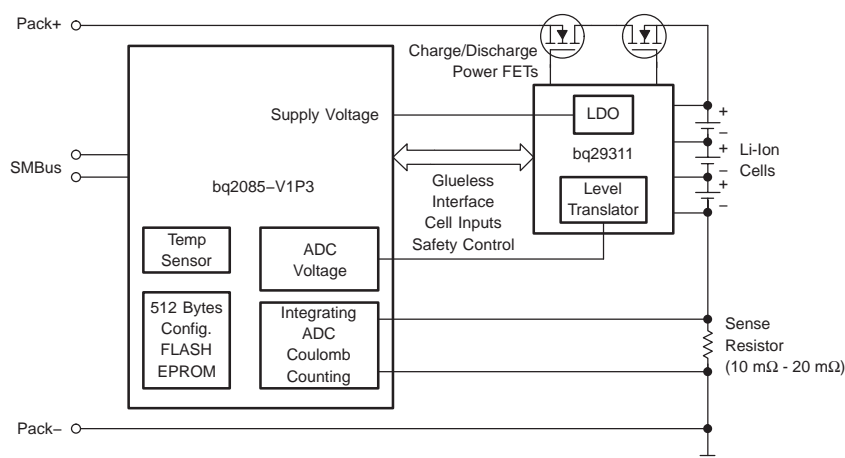 Pack+
Charge/Discharge
Power FETs
Supply Voltage
LDO
bq29311
+
−
+
−
+
−
Li-Ion
Cells
SMBus
bq2085−V1P3
Glueless
Interface
Cell Inputs
Safety Control
Level
Translator
Temp
Sensor
ADC
Voltage
512 Bytes
Config.
FLASH
EPROM
Integrating
ADC
Coulomb
Counting
Sense
Resistor
(10 mΩ - 20 mΩ)
Pack−